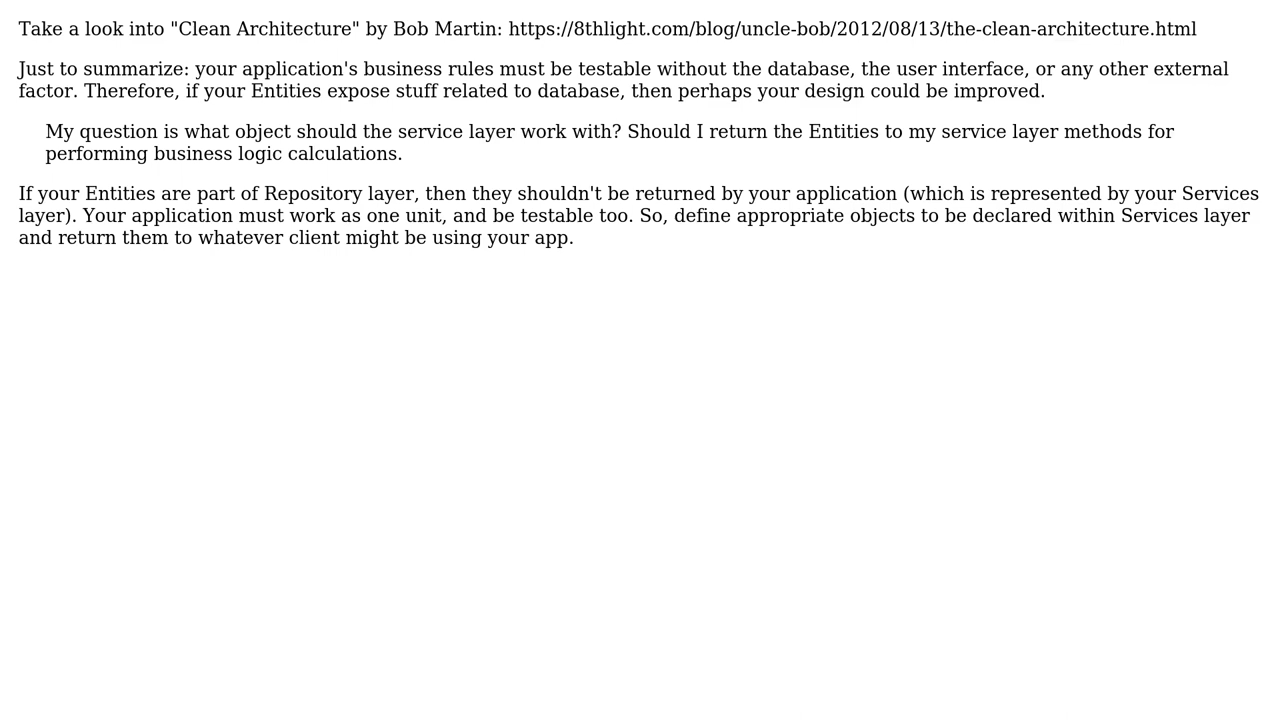 Take a look into "Clean Architecture" by Bob Martin: https://8thlight.com/blog/uncle-bob/2012/08/13/the-clean-architecture.html
Just to summarize: your application's business rules must be testable without the database, the user interface, or any other external
factor. Therefore, if your Entities expose stuff related to database, then perhaps your design could be improved.
My question is what object should the service layer work with? Should I return the Entities to my service layer methods for
performing business logic calculations.
If your Entities are part of Repository layer, then they shouldn't be returned by your application (which is represented by your Services
layer). Your application must work as one unit, and be testable too. So, define appropriate objects to be declared within Services layer
and return them to whatever client might be using your app.